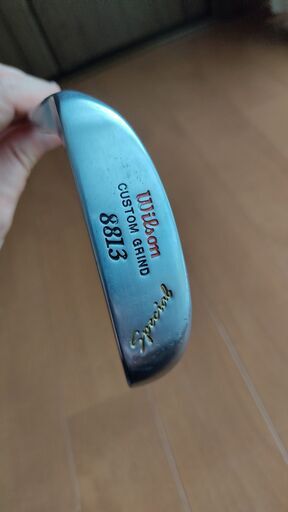 Wilson
CUSTOM GRIND
8813
Special